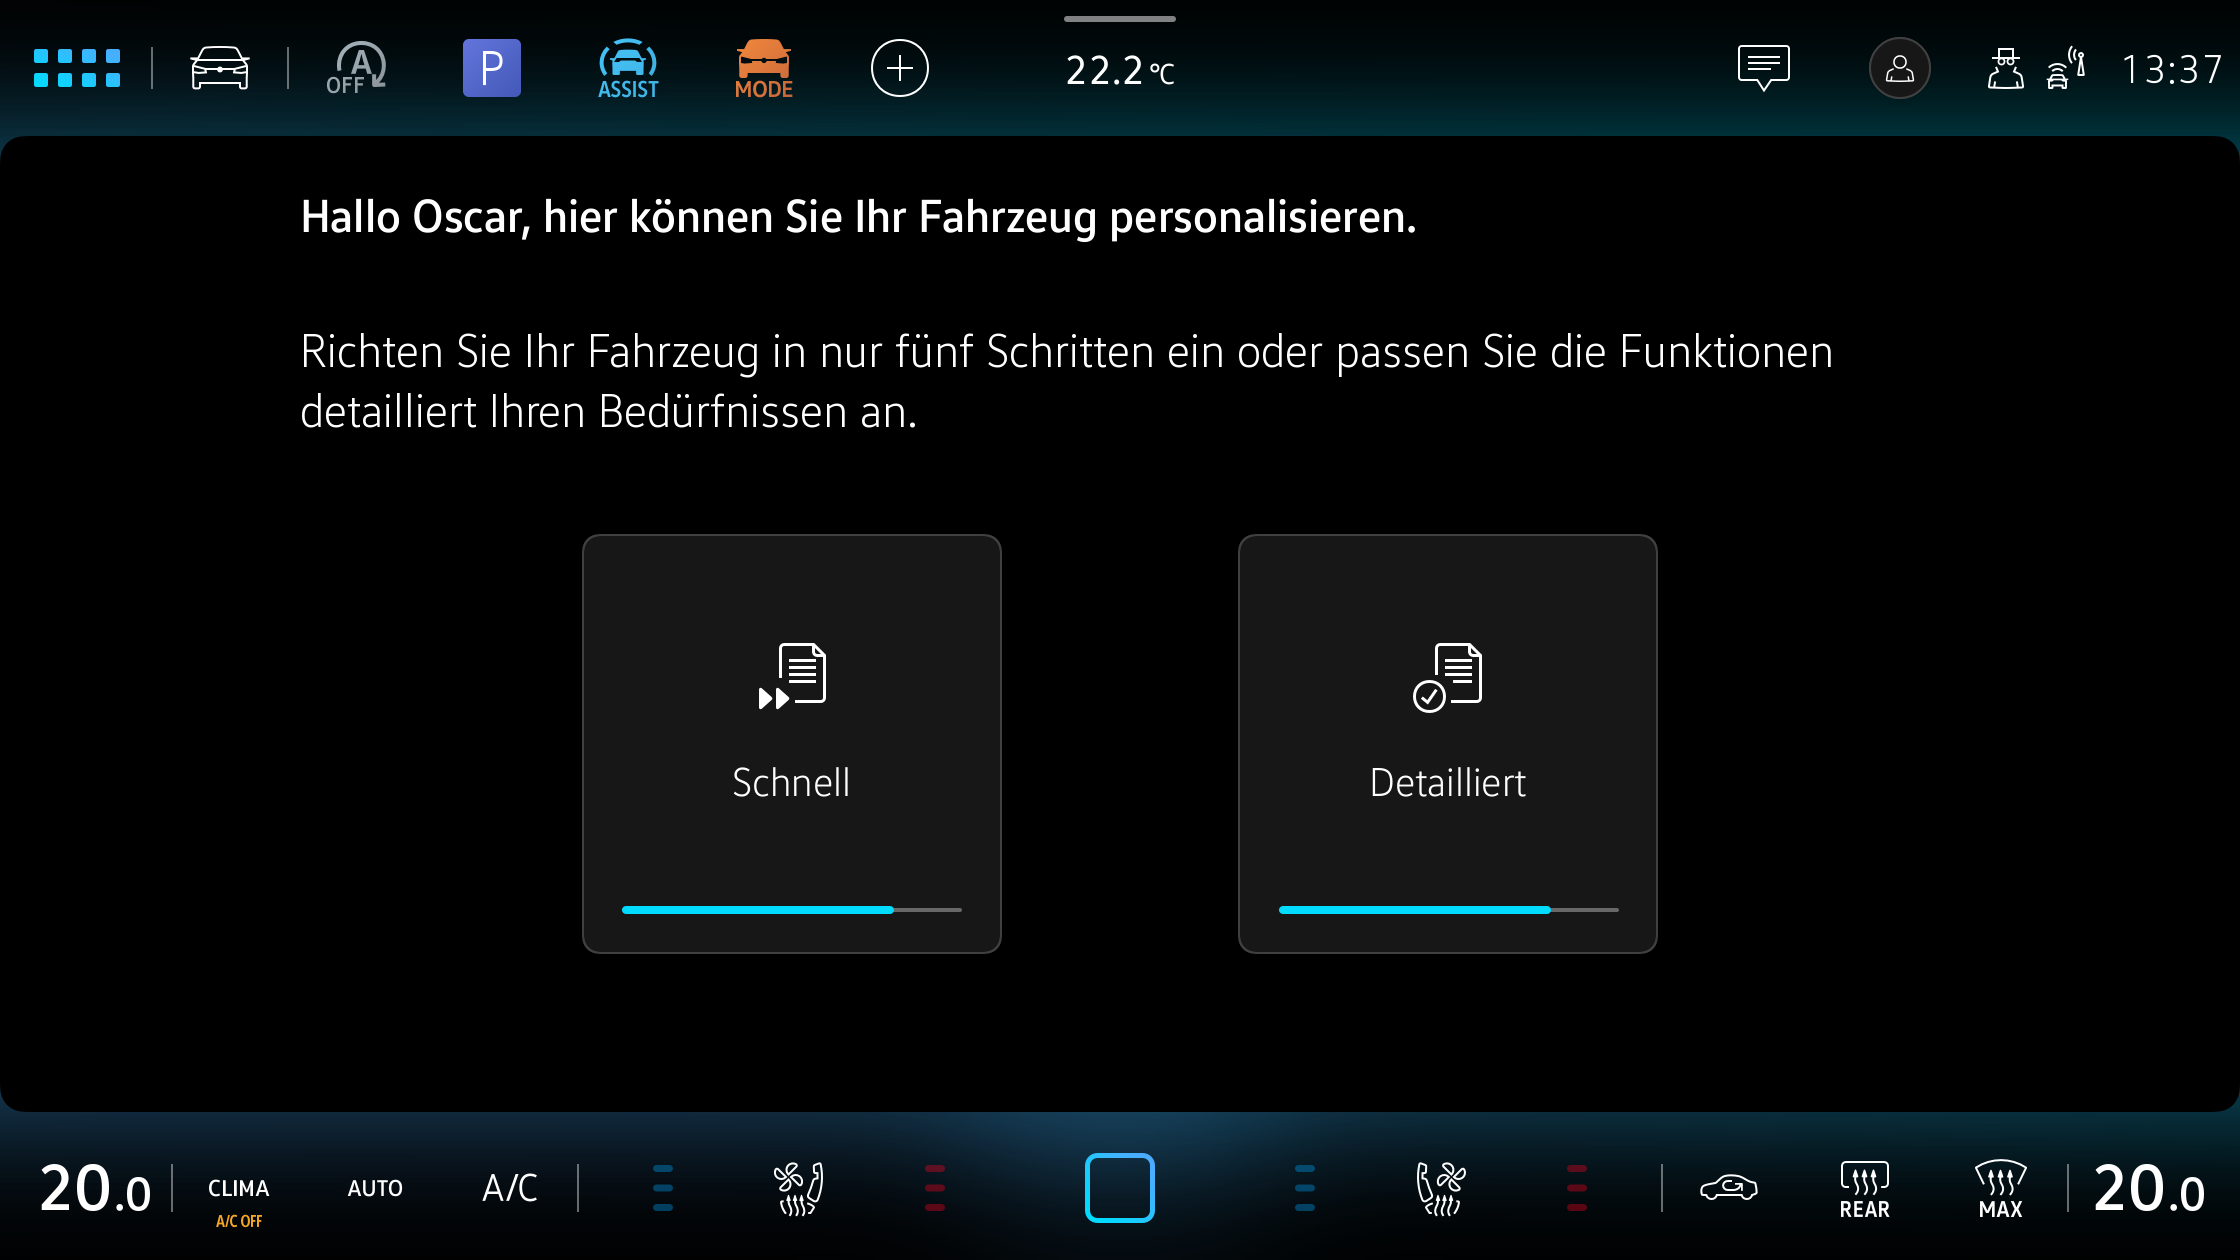 A
OFF
P
ASSIST
MODE
22.2 °C
13:37
Hallo Oscar, hier können Sie Ihr Fahrzeug personalisieren.
Richten Sie Ihr Fahrzeug in nur fünf Schritten ein oder passen Sie die Funktionen
detailliert Ihren Bedürfnissen an.
Schnell
Detailliert
20.0
CLIMA
A/C OFF
AUTO
A/C
REAR
MAX
20.0